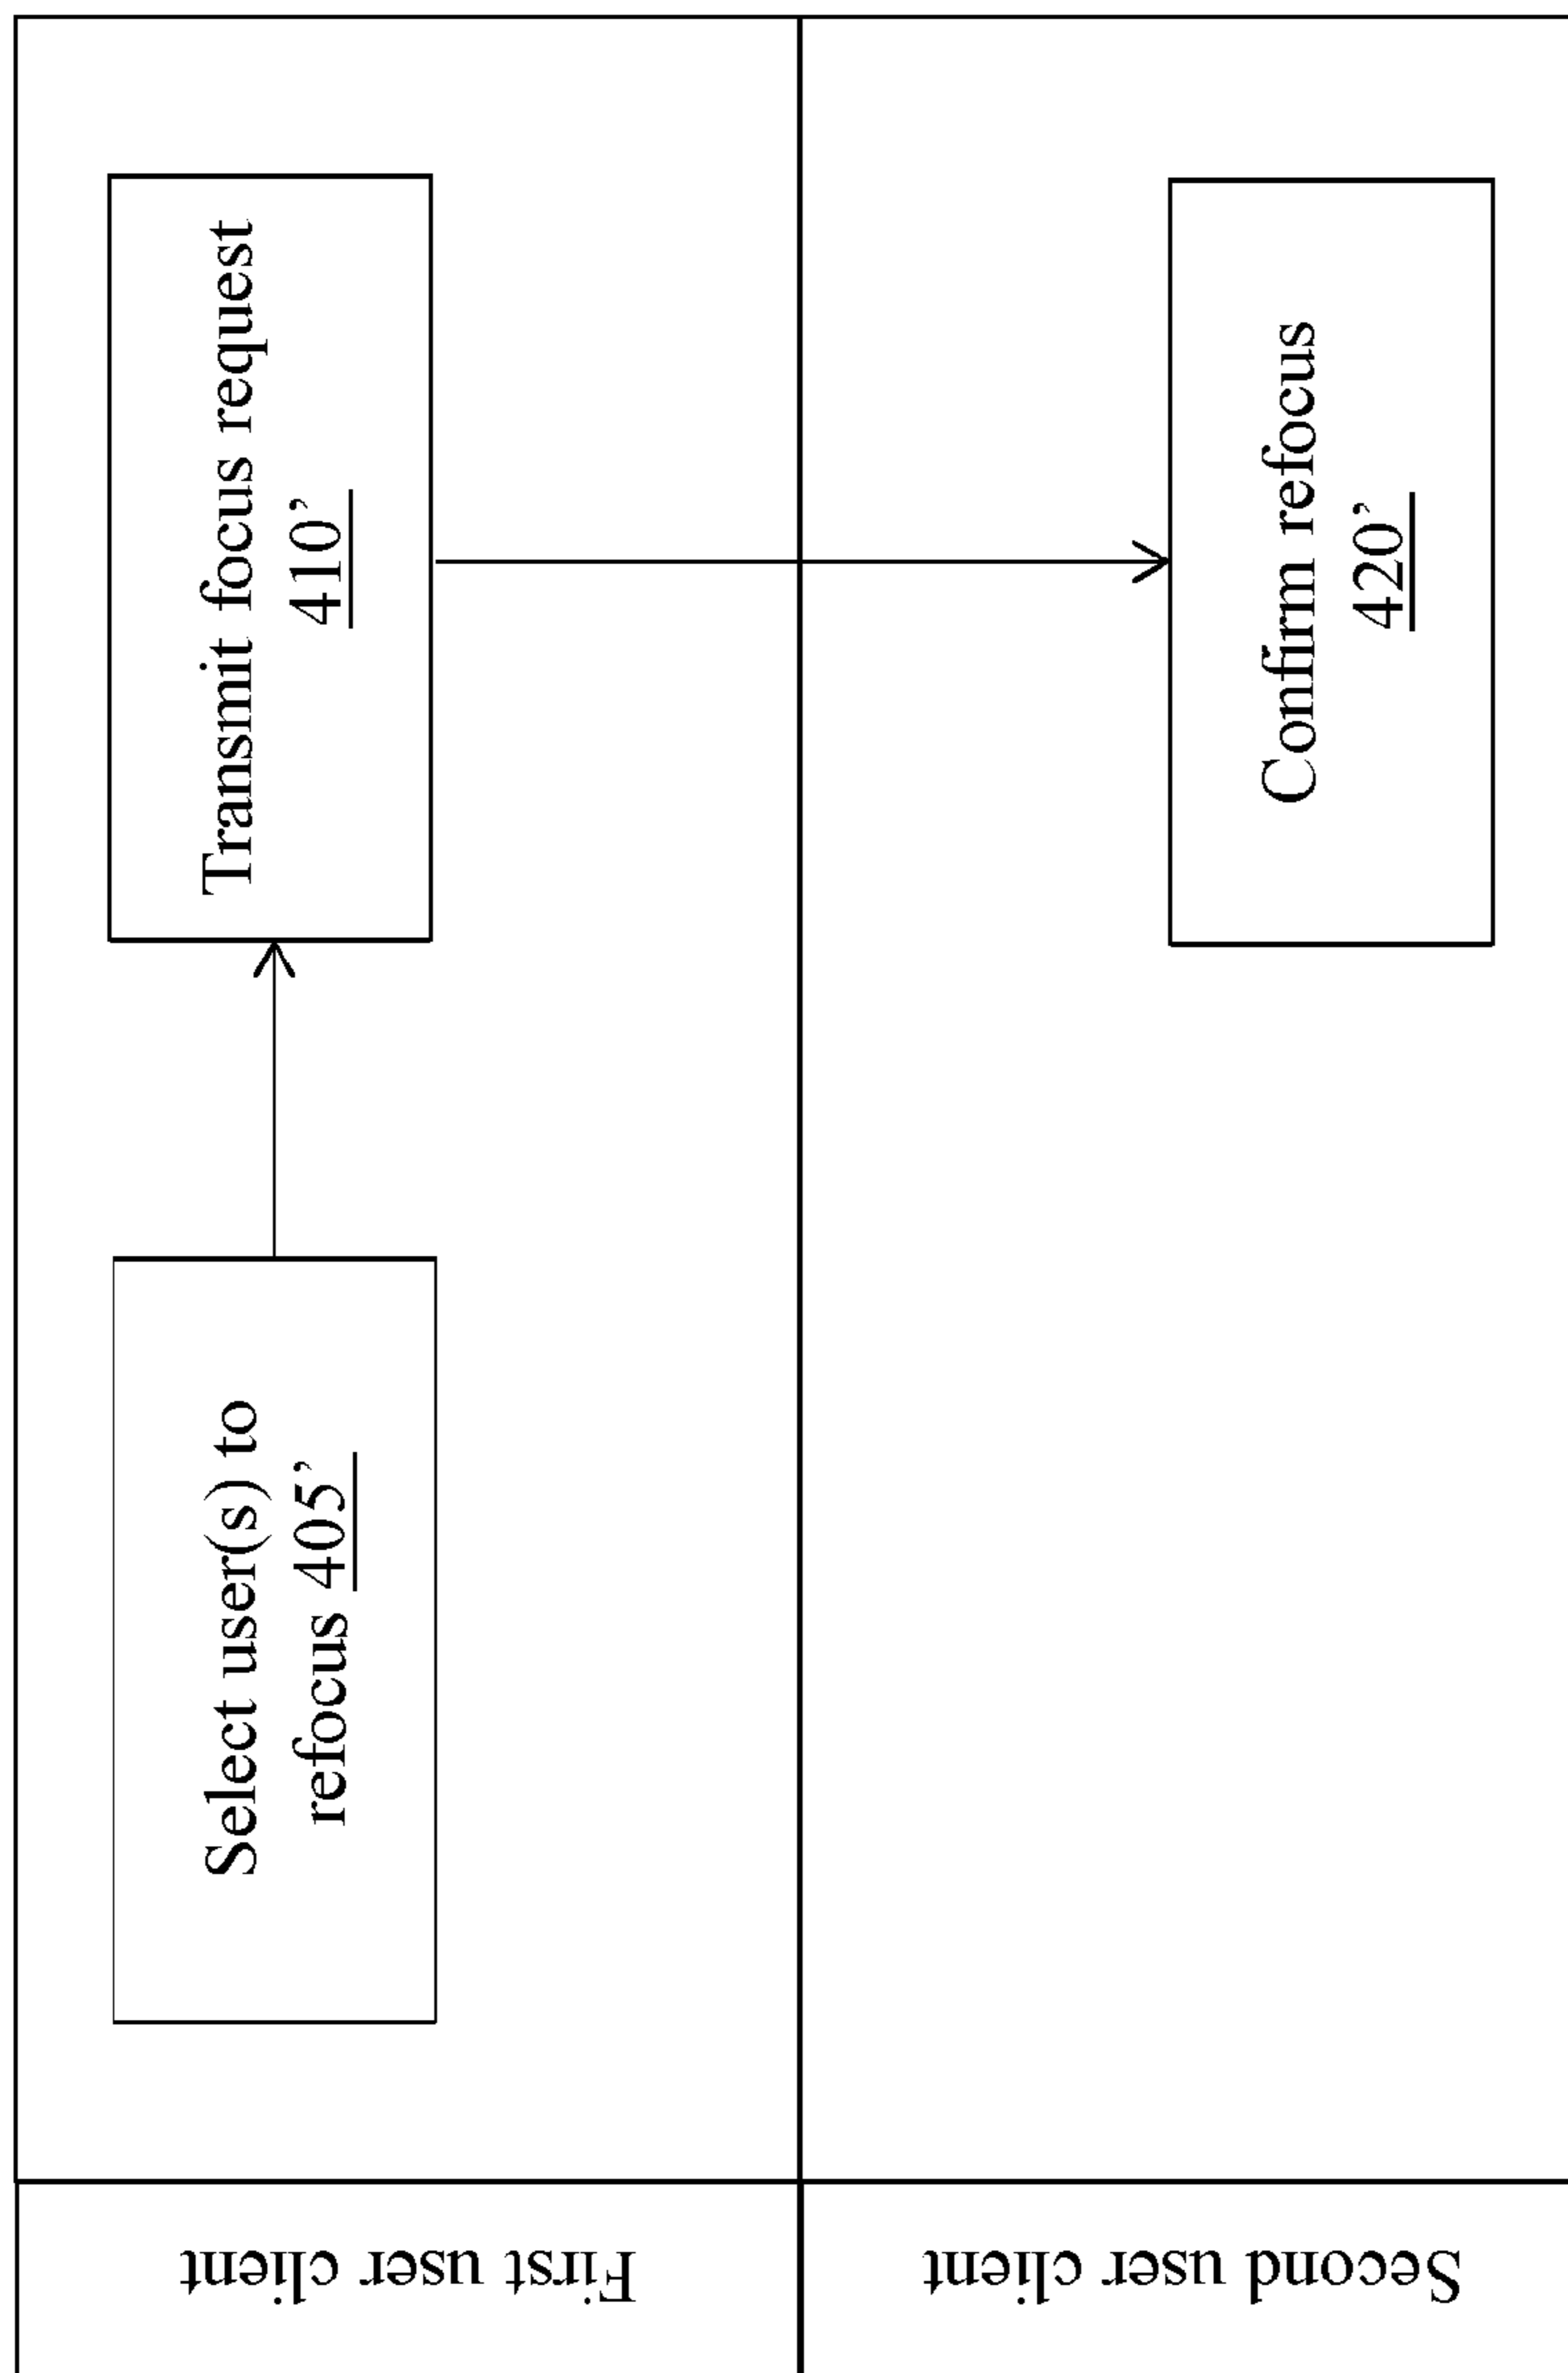 First user client
Select user(s) to
refocus 405’
Transmit focus request
410’
Second user client
Confirm refocus
420’